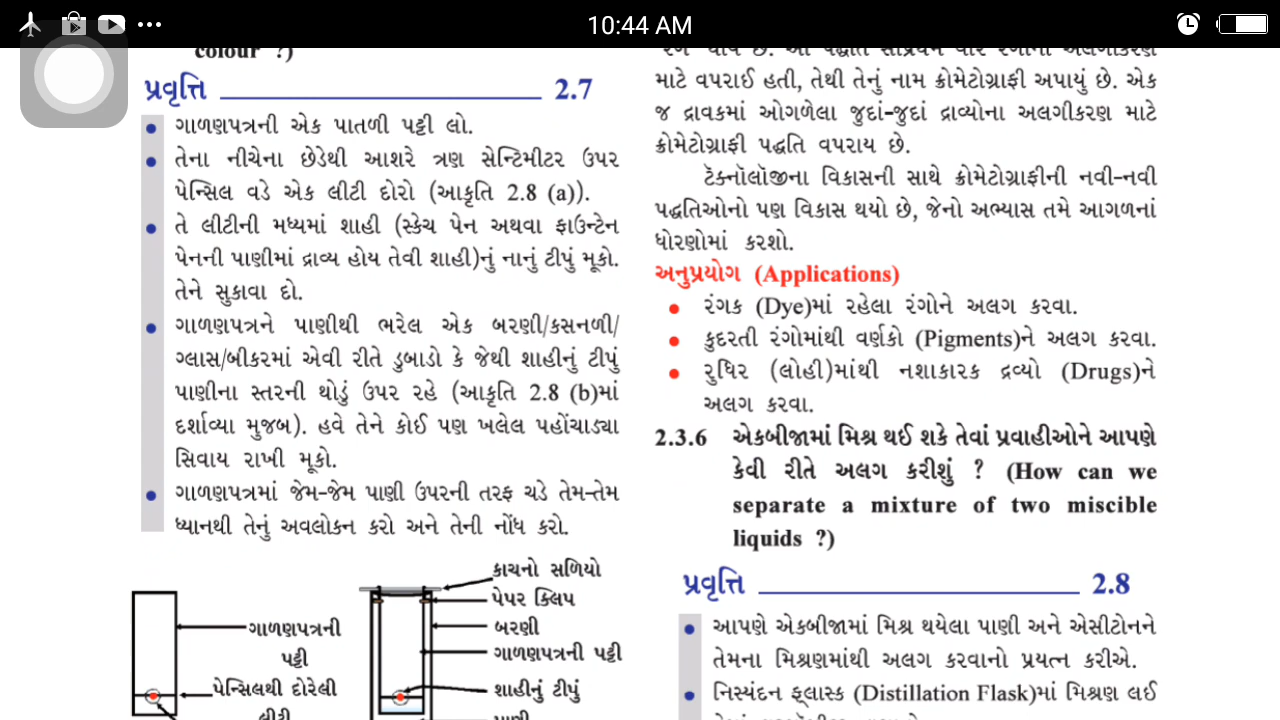 10:44 AM
colour ?)
પ્રવૃત્તિ 2.7
• ગાળણપત્રની એક પાતળી પટ્ટી લો.
• તેના નીચેના છેડેથી આશરે ત્રણ સેન્ટિમીટર ઉપર
પેન્સિલ વડે એક લીટી દોરો (આકૃતિ 2.8 (a)).
• તે લીટીની મધ્યમાં શાહી (સ્કેચ પેન અથવા ફાઉન્ટેન
પેનની પાણીમાં દ્રાવ્ય હોય તેવી શાહી)નું નાનું ટીપું મૂકો.
તેને સુકાવા દો.
• ગાળણપત્રને પાણીથી ભરેલ એક બરણી/કસનળી/
ગ્લાસ/બીકરમાં એવી રીતે ડુબાડો કે જેથી શાહીનું ટીપું
પાણીના સ્તરની થોડું ઉપર રહે (આકૃતિ 2.8 (b)માં
દર્શાવ્યા મુજબ). હવે તેને કોઈ પણ ખલેલ પહોંચાડ્યા
સિવાય રાખી મૂકો.
• ગાળણપત્રમાં જેમ-જેમ પાણી ઉપરની તરફ ચડે તેમ-તેમ
ધ્યાનથી તેનું અવલોકન કરો અને તેની નોંધ કરો.
ગાળણપત્રની
પટ્ટી
પેન્સિલથી દોરેલી
લીટી
કાચનો સળિયો
પેપર ક્લિપ
બરણી
ગાળણપત્રની પટ્ટી
શાહીનું ટીપું
પાણી
માટે વપરાઈ હતી, તેથી તેનું નામ ક્રોમેટોગ્રાફી અપાયું છે. એક
જ દ્રાવકમાં ઓગળેલા જુદાં-જુદાં દ્રાવ્યોના અલગીકરણ માટે
ક્રોમેટોગ્રાફી પદ્ધતિ વપરાય છે.
ટૅક્નૉલૉજીના વિકાસની સાથે ક્રોમેટોગ્રાફીની નવી-નવી
પદ્ધતિઓનો પણ વિકાસ થયો છે, જેનો અભ્યાસ તમે આગળનાં
ધોરણોમાં કરશો.
અનુપ્રયોગ (Applications)
• રંગક (Dye)માં રહેલા રંગોને અલગ કરવા.
• કુદરતી રંગોમાંથી વર્ણકો (Pigments)ને અલગ કરવા.
• રુધિર (લોહી)માંથી નશાકારક દ્રવ્યો (Drugs)ને
અલગ કરવા.
2.3.6 એકબીજામાં મિશ્ર થઈ શકે તેવાં પ્રવાહીઓને આપણે
કેવી રીતે અલગ કરીશું ? (How can we
separate a mixture of two miscible
liquids ?)
પ્રવૃત્તિ 2.8
• આપણે એકબીજામાં મિશ્ર થયેલા પાણી અને એસીટોનને
તેમના મિશ્રણમાંથી અલગ કરવાનો પ્રયત્ન કરીએ.
• નિસ્યંદન ફ્લાસ્ક (Distillation Flask)માં મિશ્રણ લઈ